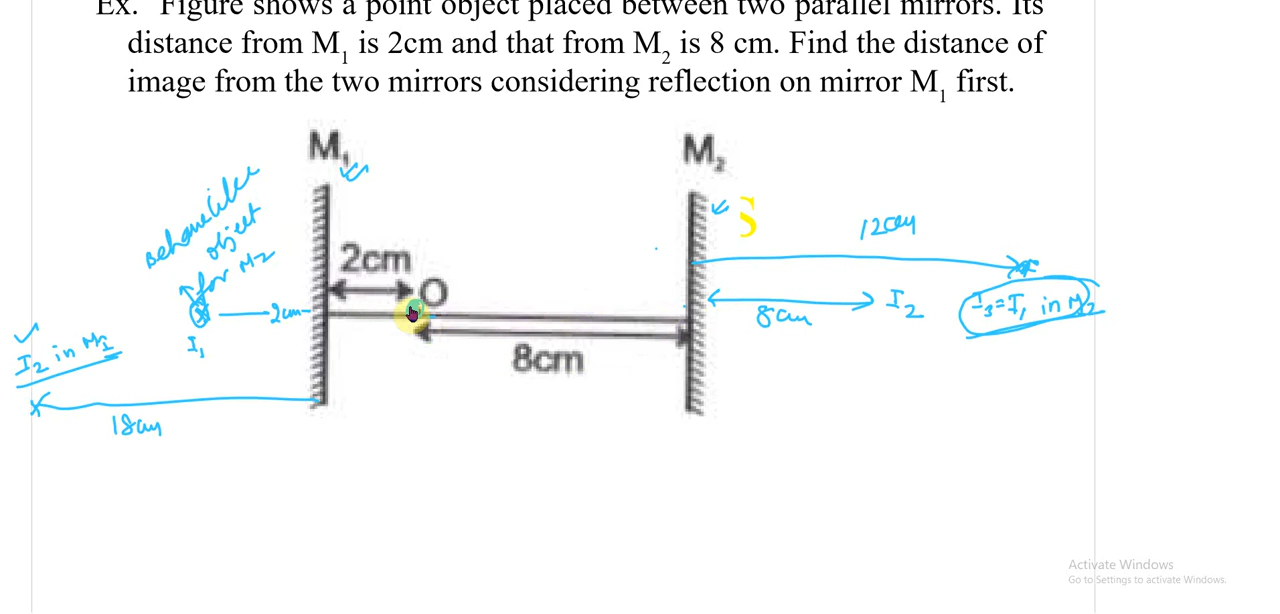 Ex. Figure shows a point object placed between two parallel mirrors. Its
distance from M₁ is 2cm and that from M₂ is 8 cm. Find the distance of
image from the two mirrors considering reflection on mirror M₁ first.
M₁
M₂
S
Behave like
object
for M2
12cm
2cm
O
2cm
I₁
8cm
I₂
I₃=I₁ in M2
I₂ in M1
8cm
18cm
Activate Windows
Go to Settings to activate Windows.